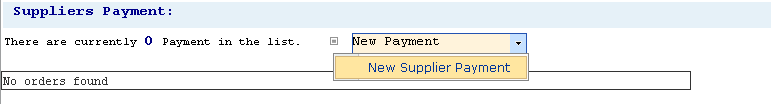 Suppliers Payment:
There are currently 0 Payment in the list. New Payment
New Supplier Payment
No orders found